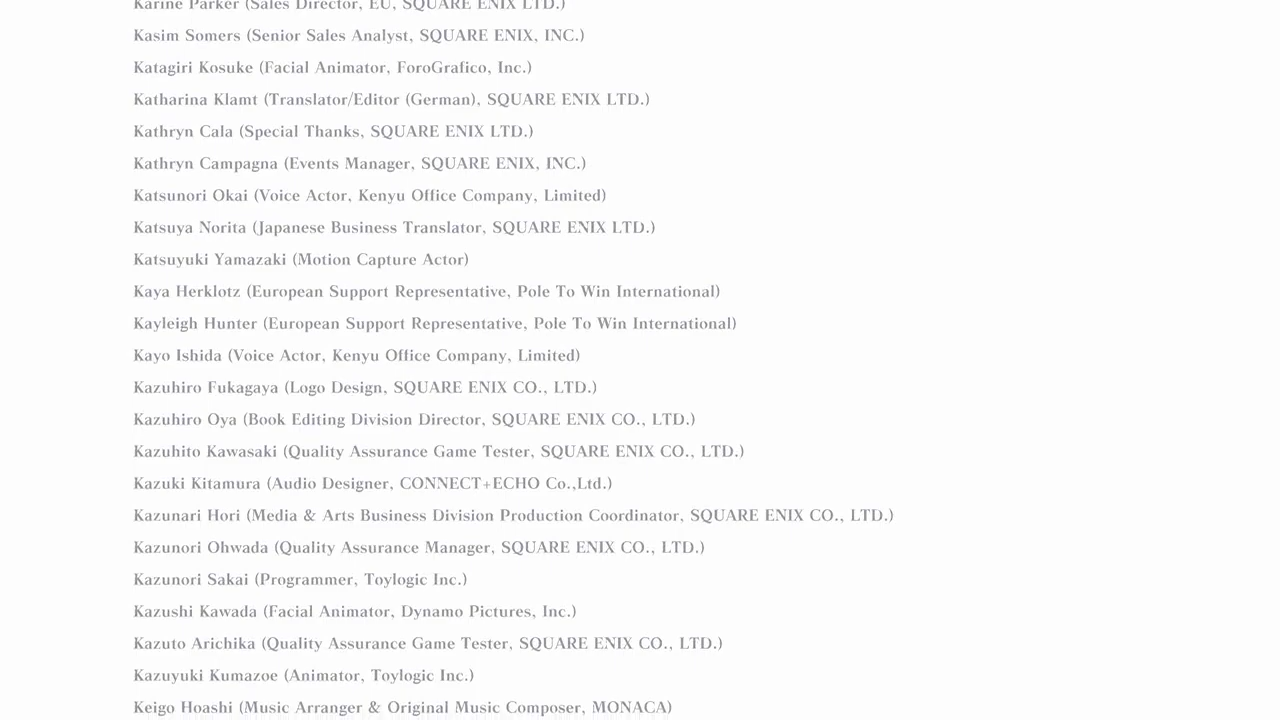 Karine Parker (Sales Director, EU, SQUARE ENIX LTD.)
Kasim Somers (Senior Sales Analyst, SQUARE ENIX, INC.)
Katagiri Kosuke (Facial Animator, ForoGrafico, Inc.)
Katharina Klamt (Translator/Editor (German), SQUARE ENIX LTD.)
Kathryn Cala (Special Thanks, SQUARE ENIX LTD.)
Kathryn Campagna (Events Manager, SQUARE ENIX, INC.)
Katsunori Okai (Voice Actor, Kenyu Office Company, Limited)
Katsuya Norita (Japanese Business Translator, SQUARE ENIX LTD.)
Katsuyuki Yamazaki (Motion Capture Actor)
Kaya Herklotz (European Support Representative, Pole To Win International)
Kayleigh Hunter (European Support Representative, Pole To Win International)
Kayo Ishida (Voice Actor, Kenyu Office Company, Limited)
Kazuhiro Fukagaya (Logo Design, SQUARE ENIX CO., LTD.)
Kazuhiro Oya (Book Editing Division Director, SQUARE ENIX CO., LTD.)
Kazuhito Kawasaki (Quality Assurance Game Tester, SQUARE ENIX CO., LTD.)
Kazuki Kitamura (Audio Designer, CONNECT+ECHO Co.,Ltd.)
Kazunari Hori (Media & Arts Business Division Production Coordinator, SQUARE ENIX CO., LTD.)
Kazunori Ohwada (Quality Assurance Manager, SQUARE ENIX CO., LTD.)
Kazunori Sakai (Programmer, Toylogic Inc.)
Kazushi Kawada (Facial Animator, Dynamo Pictures, Inc.)
Kazuto Arichika (Quality Assurance Game Tester, SQUARE ENIX CO., LTD.)
Kazuyuki Kumazoe (Animator, Toylogic Inc.)
Keigo Hoashi (Music Arranger & Original Music Composer, MONACA)